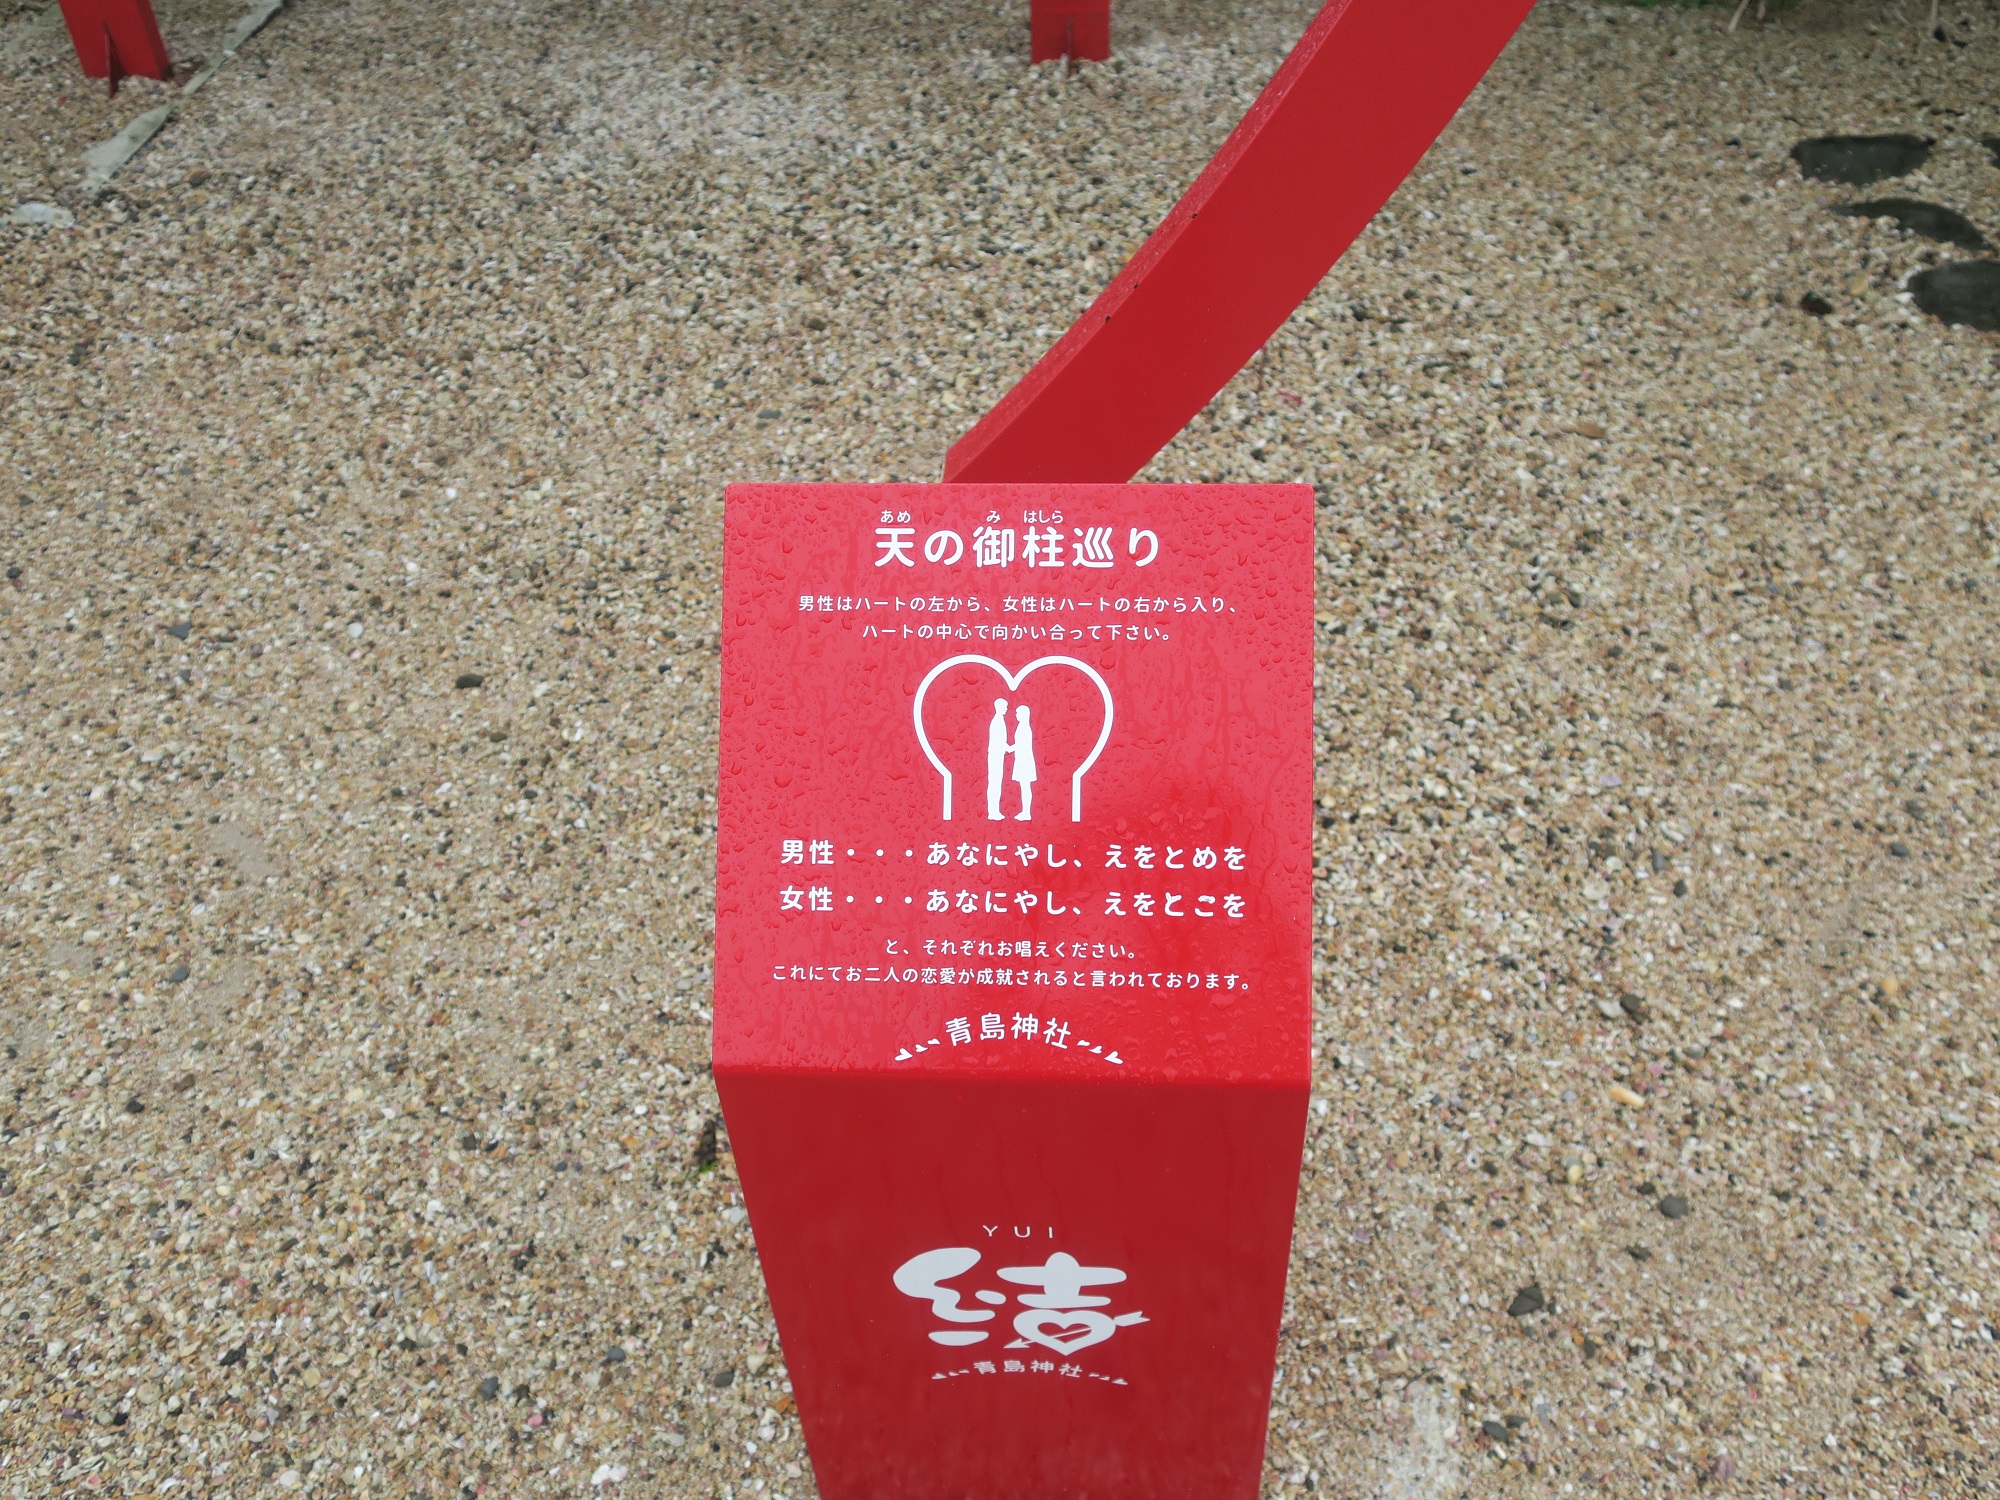 あめ み はしら
天の御柱巡り
男性はハートの左から、女性はハートの右から入り、
ハートの中心で向かい合って下さい。
男性・・・あなにやし、えをとめを
女性・・・あなにやし、えをとこを
と、それぞれお唱えください。
これにてお二人の恋愛が成就されると言われております。
青島神社
YUI
結
青島神社